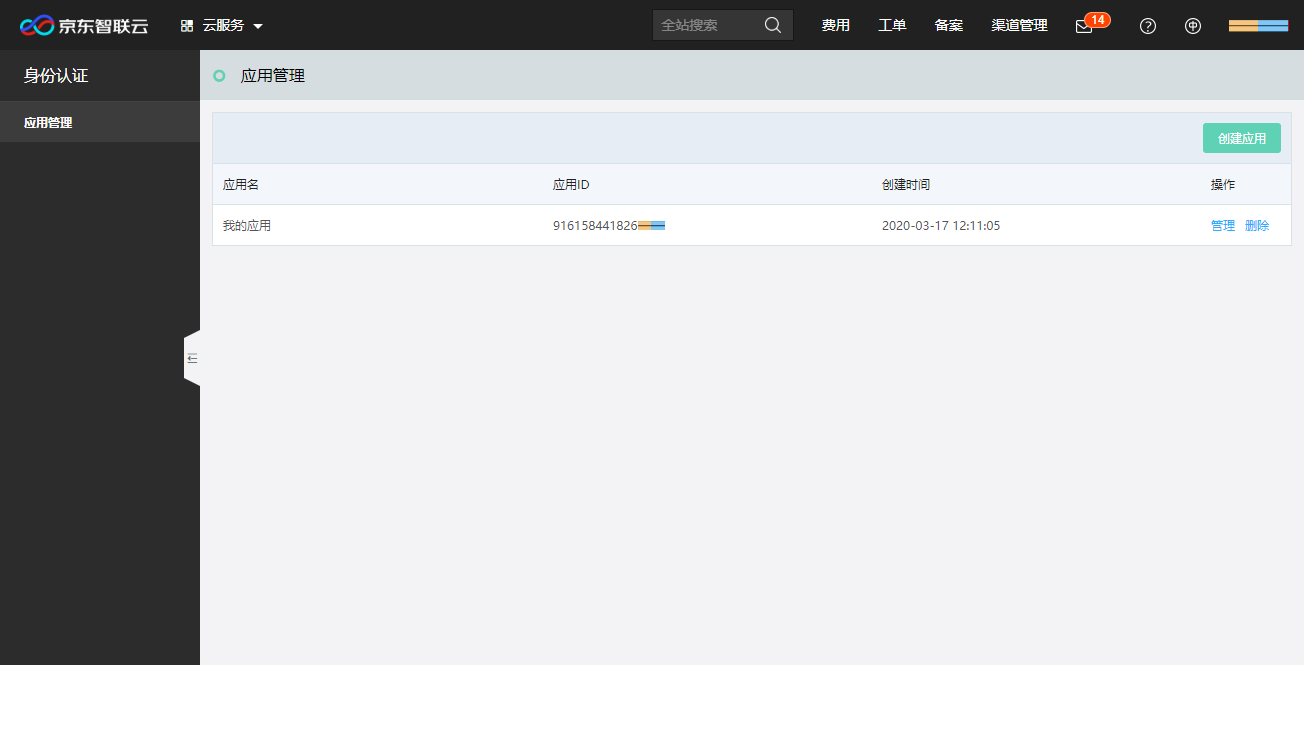 京东智联云 云服务 全站搜索 费用 工单 备案 渠道管理 14
身份认证 应用管理
应用管理
创建应用
应用名 应用ID 创建时间 操作
我的应用 916158441826 2020-03-17 12:11:05 管理 删除